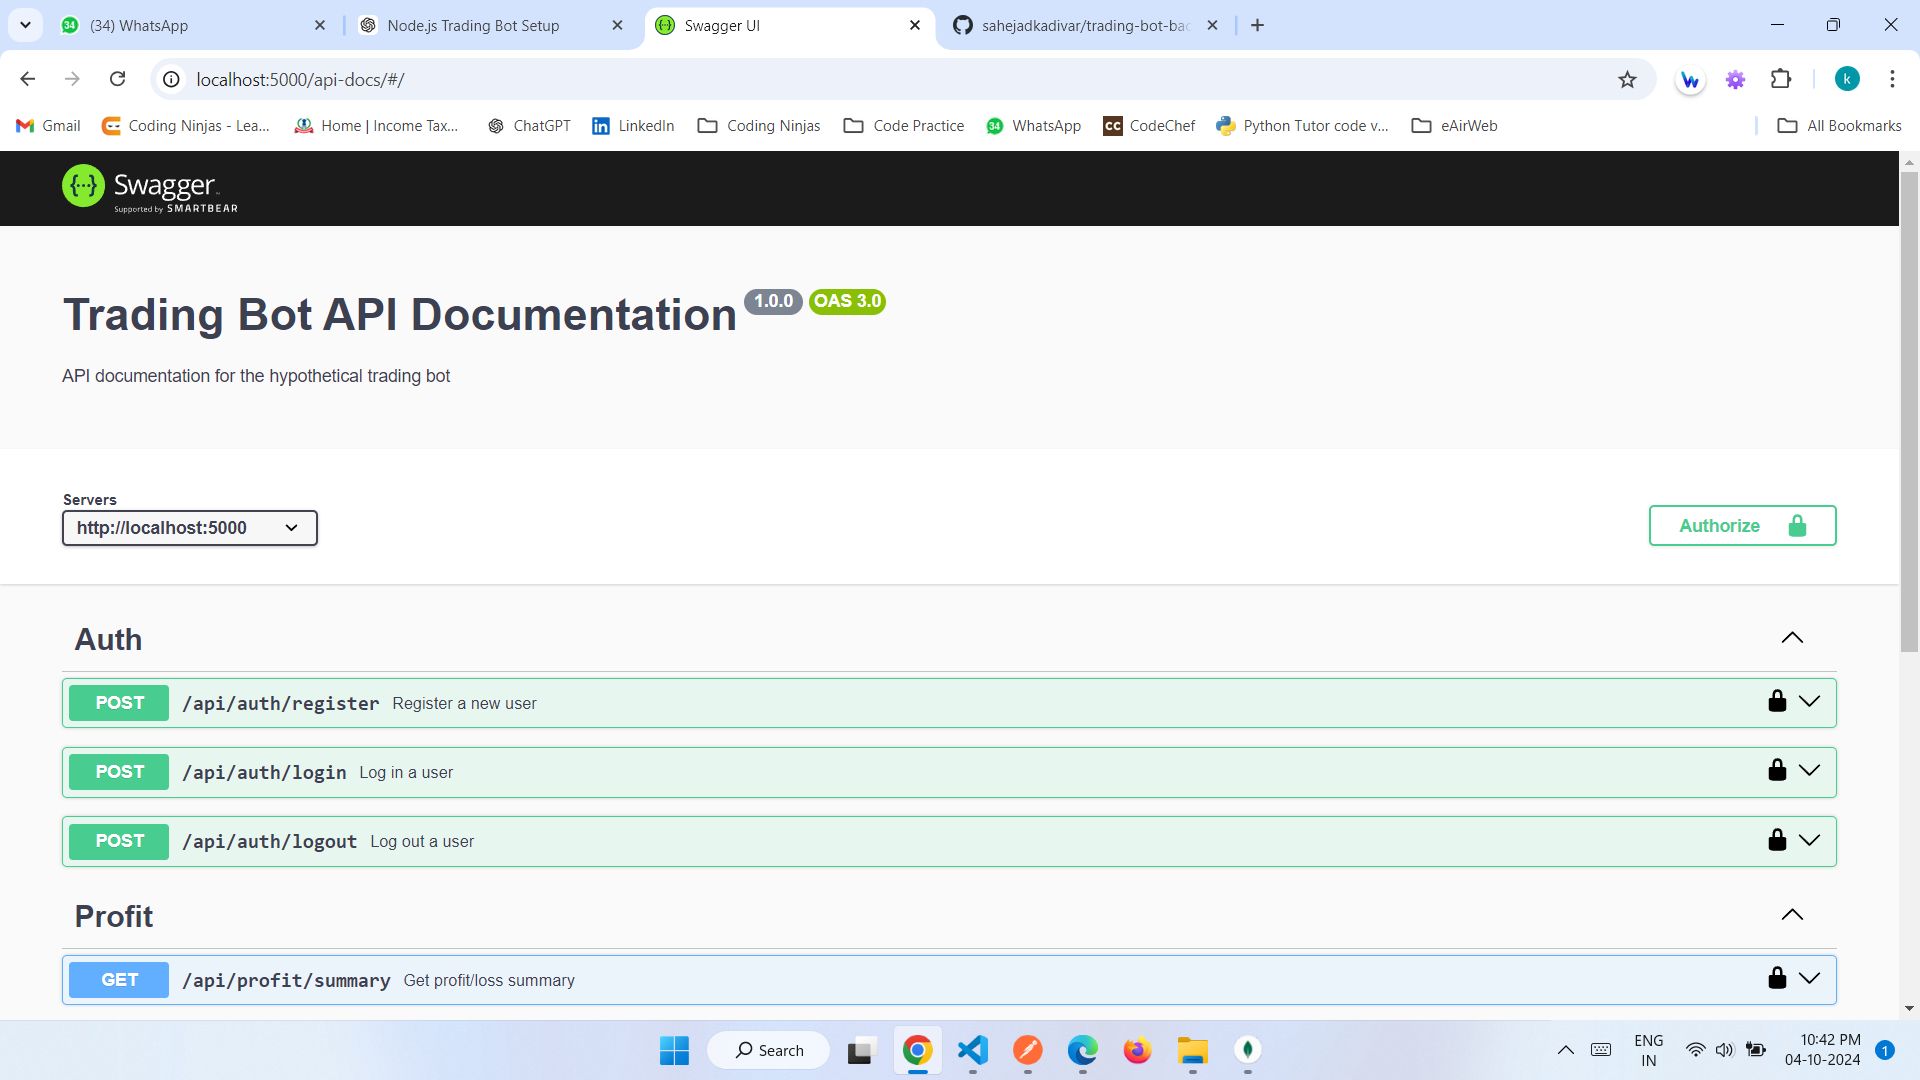 34 (34) WhatsApp
Node.js Trading Bot Setup
Swagger UI
sahejadkadivar/trading-bot-bac
localhost:5000/api-docs/#/
k
Gmail
Coding Ninjas - Lea...
Home | Income Tax...
ChatGPT
LinkedIn
Coding Ninjas
Code Practice
34 WhatsApp
CC CodeChef
Python Tutor code v...
eAirWeb
All Bookmarks
{···} Swagger
Supported by SMARTBEAR
Trading Bot API Documentation 1.0.0 OAS 3.0
API documentation for the hypothetical trading bot
Servers
http://localhost:5000
Authorize
Auth
POST /api/auth/register Register a new user
POST /api/auth/login Log in a user
POST /api/auth/logout Log out a user
Profit
GET /api/profit/summary Get profit/loss summary
Search
ENG
IN
10:42 PM
04-10-2024
1